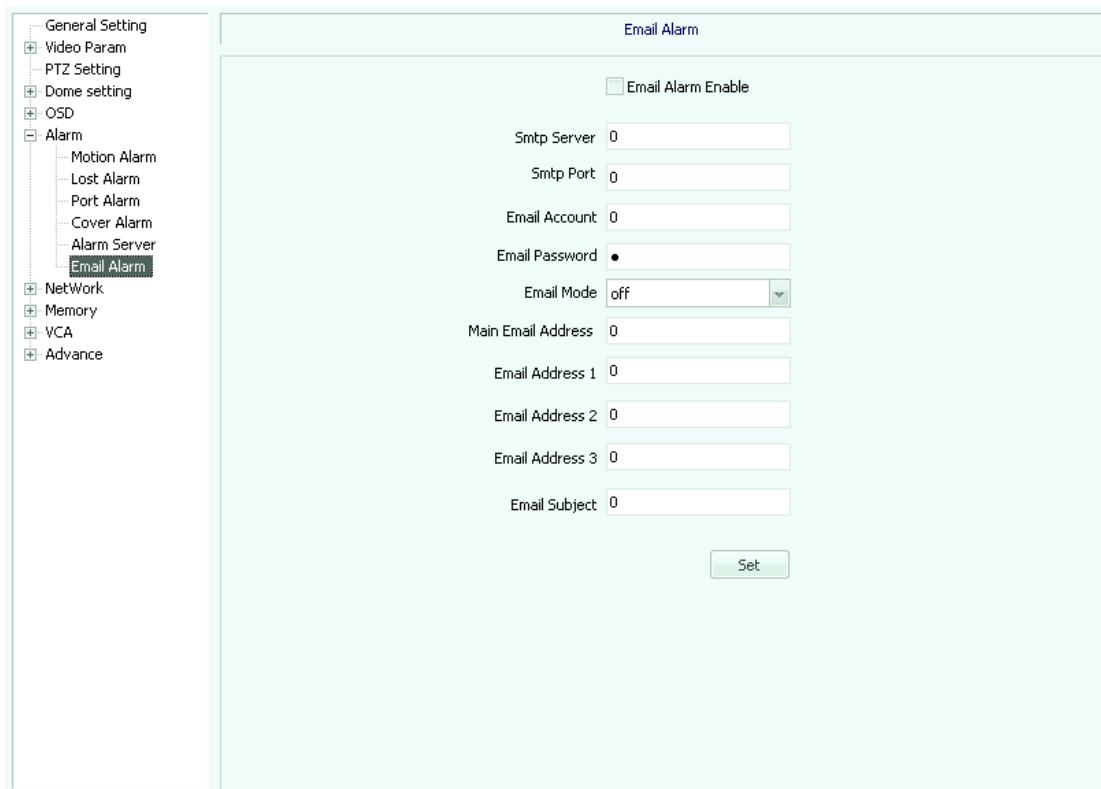 General Setting
Video Param
PTZ Setting
Dome setting
OSD
Alarm
Motion Alarm
Lost Alarm
Port Alarm
Cover Alarm
Alarm Server
Email Alarm
NetWork
Memory
VCA
Advance
Email Alarm
Email Alarm Enable
Smtp Server 0
Smtp Port 0
Email Account 0
Email Password ●
Email Mode off
Main Email Address 0
Email Address 1 0
Email Address 2 0
Email Address 3 0
Email Subject 0
Set